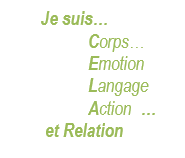 Je suis…
Corps…
Emotion
Langage
Action …
et Relation